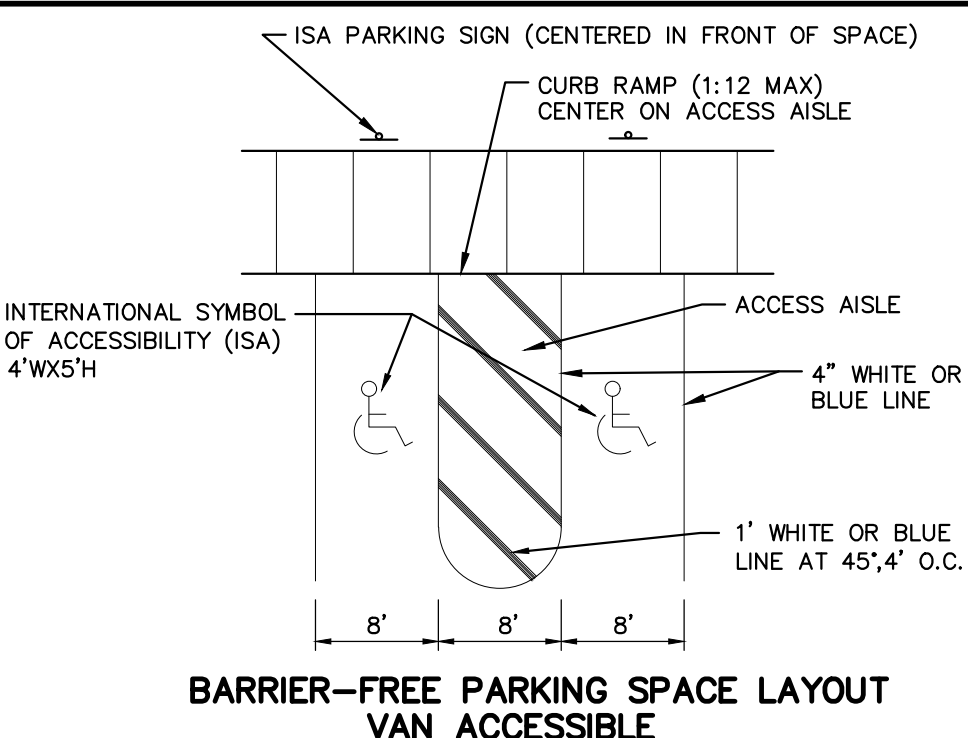 ISA PARKING SIGN (CENTERED IN FRONT OF SPACE)
CURB RAMP (1:12 MAX)
CENTER ON ACCESS AISLE
INTERNATIONAL SYMBOL
OF ACCESSIBILITY (ISA)
4'WX5'H
ACCESS AISLE
4" WHITE OR
BLUE LINE
1' WHITE OR BLUE
LINE AT 45°,4' O.C.
8' 8' 8'
BARRIER-FREE PARKING SPACE LAYOUT
VAN ACCESSIBLE